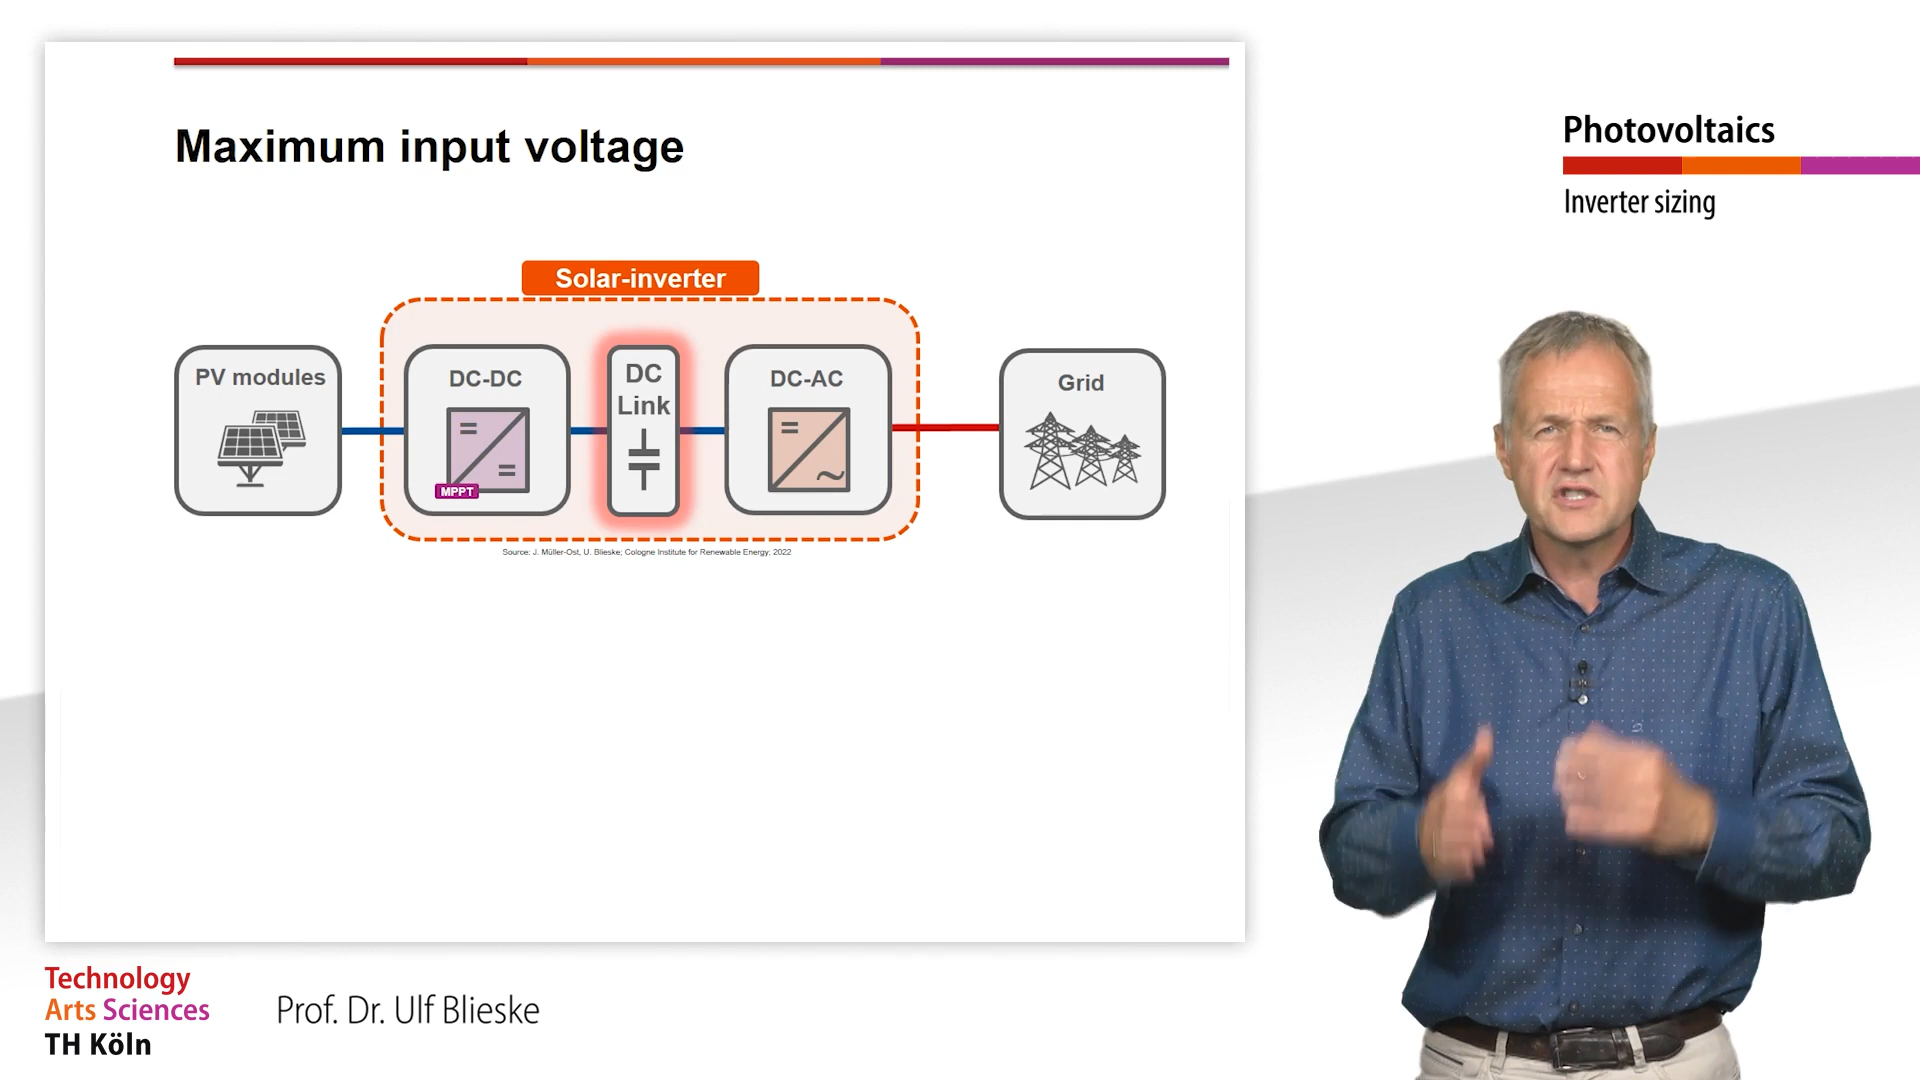 Maximum input voltage
Solar-inverter
PV modules
DC-DC
MPPT
DC
Link
DC-AC
Grid
Source: J. Müller-Ost, U. Blieske; Cologne Institute for Renewable Energy; 2022
Photovoltaics
Inverter sizing
Technology
Arts Sciences
TH Köln
Prof. Dr. Ulf Blieske